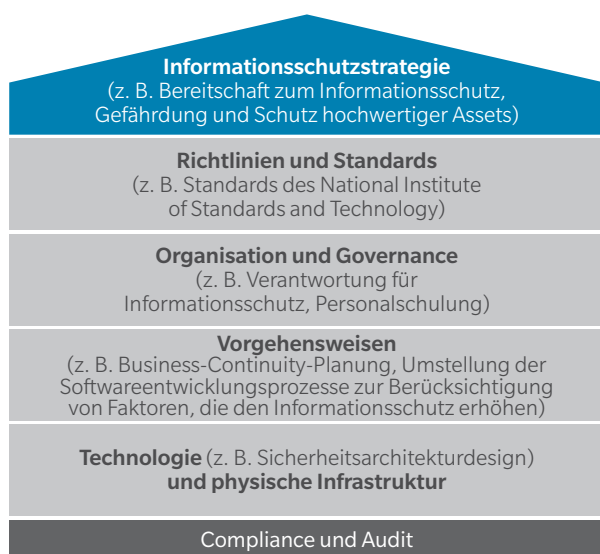 Informationsschutzstrategie
(z. B. Bereitschaft zum Informationsschutz,
Gefährdung und Schutz hochwertiger Assets)
Richtlinien und Standards
(z. B. Standards des National Institute
of Standards and Technology)
Organisation und Governance
(z. B. Verantwortung für
Informationsschutz, Personalschulung)
Vorgehensweisen
(z. B. Business-Continuity-Planung, Umstellung der
Softwareentwicklungsprozesse zur Berücksichtigung
von Faktoren, die den Informationsschutz erhöhen)
Technologie (z. B. Sicherheitsarchitekturdesign)
und physische Infrastruktur
Compliance und Audit